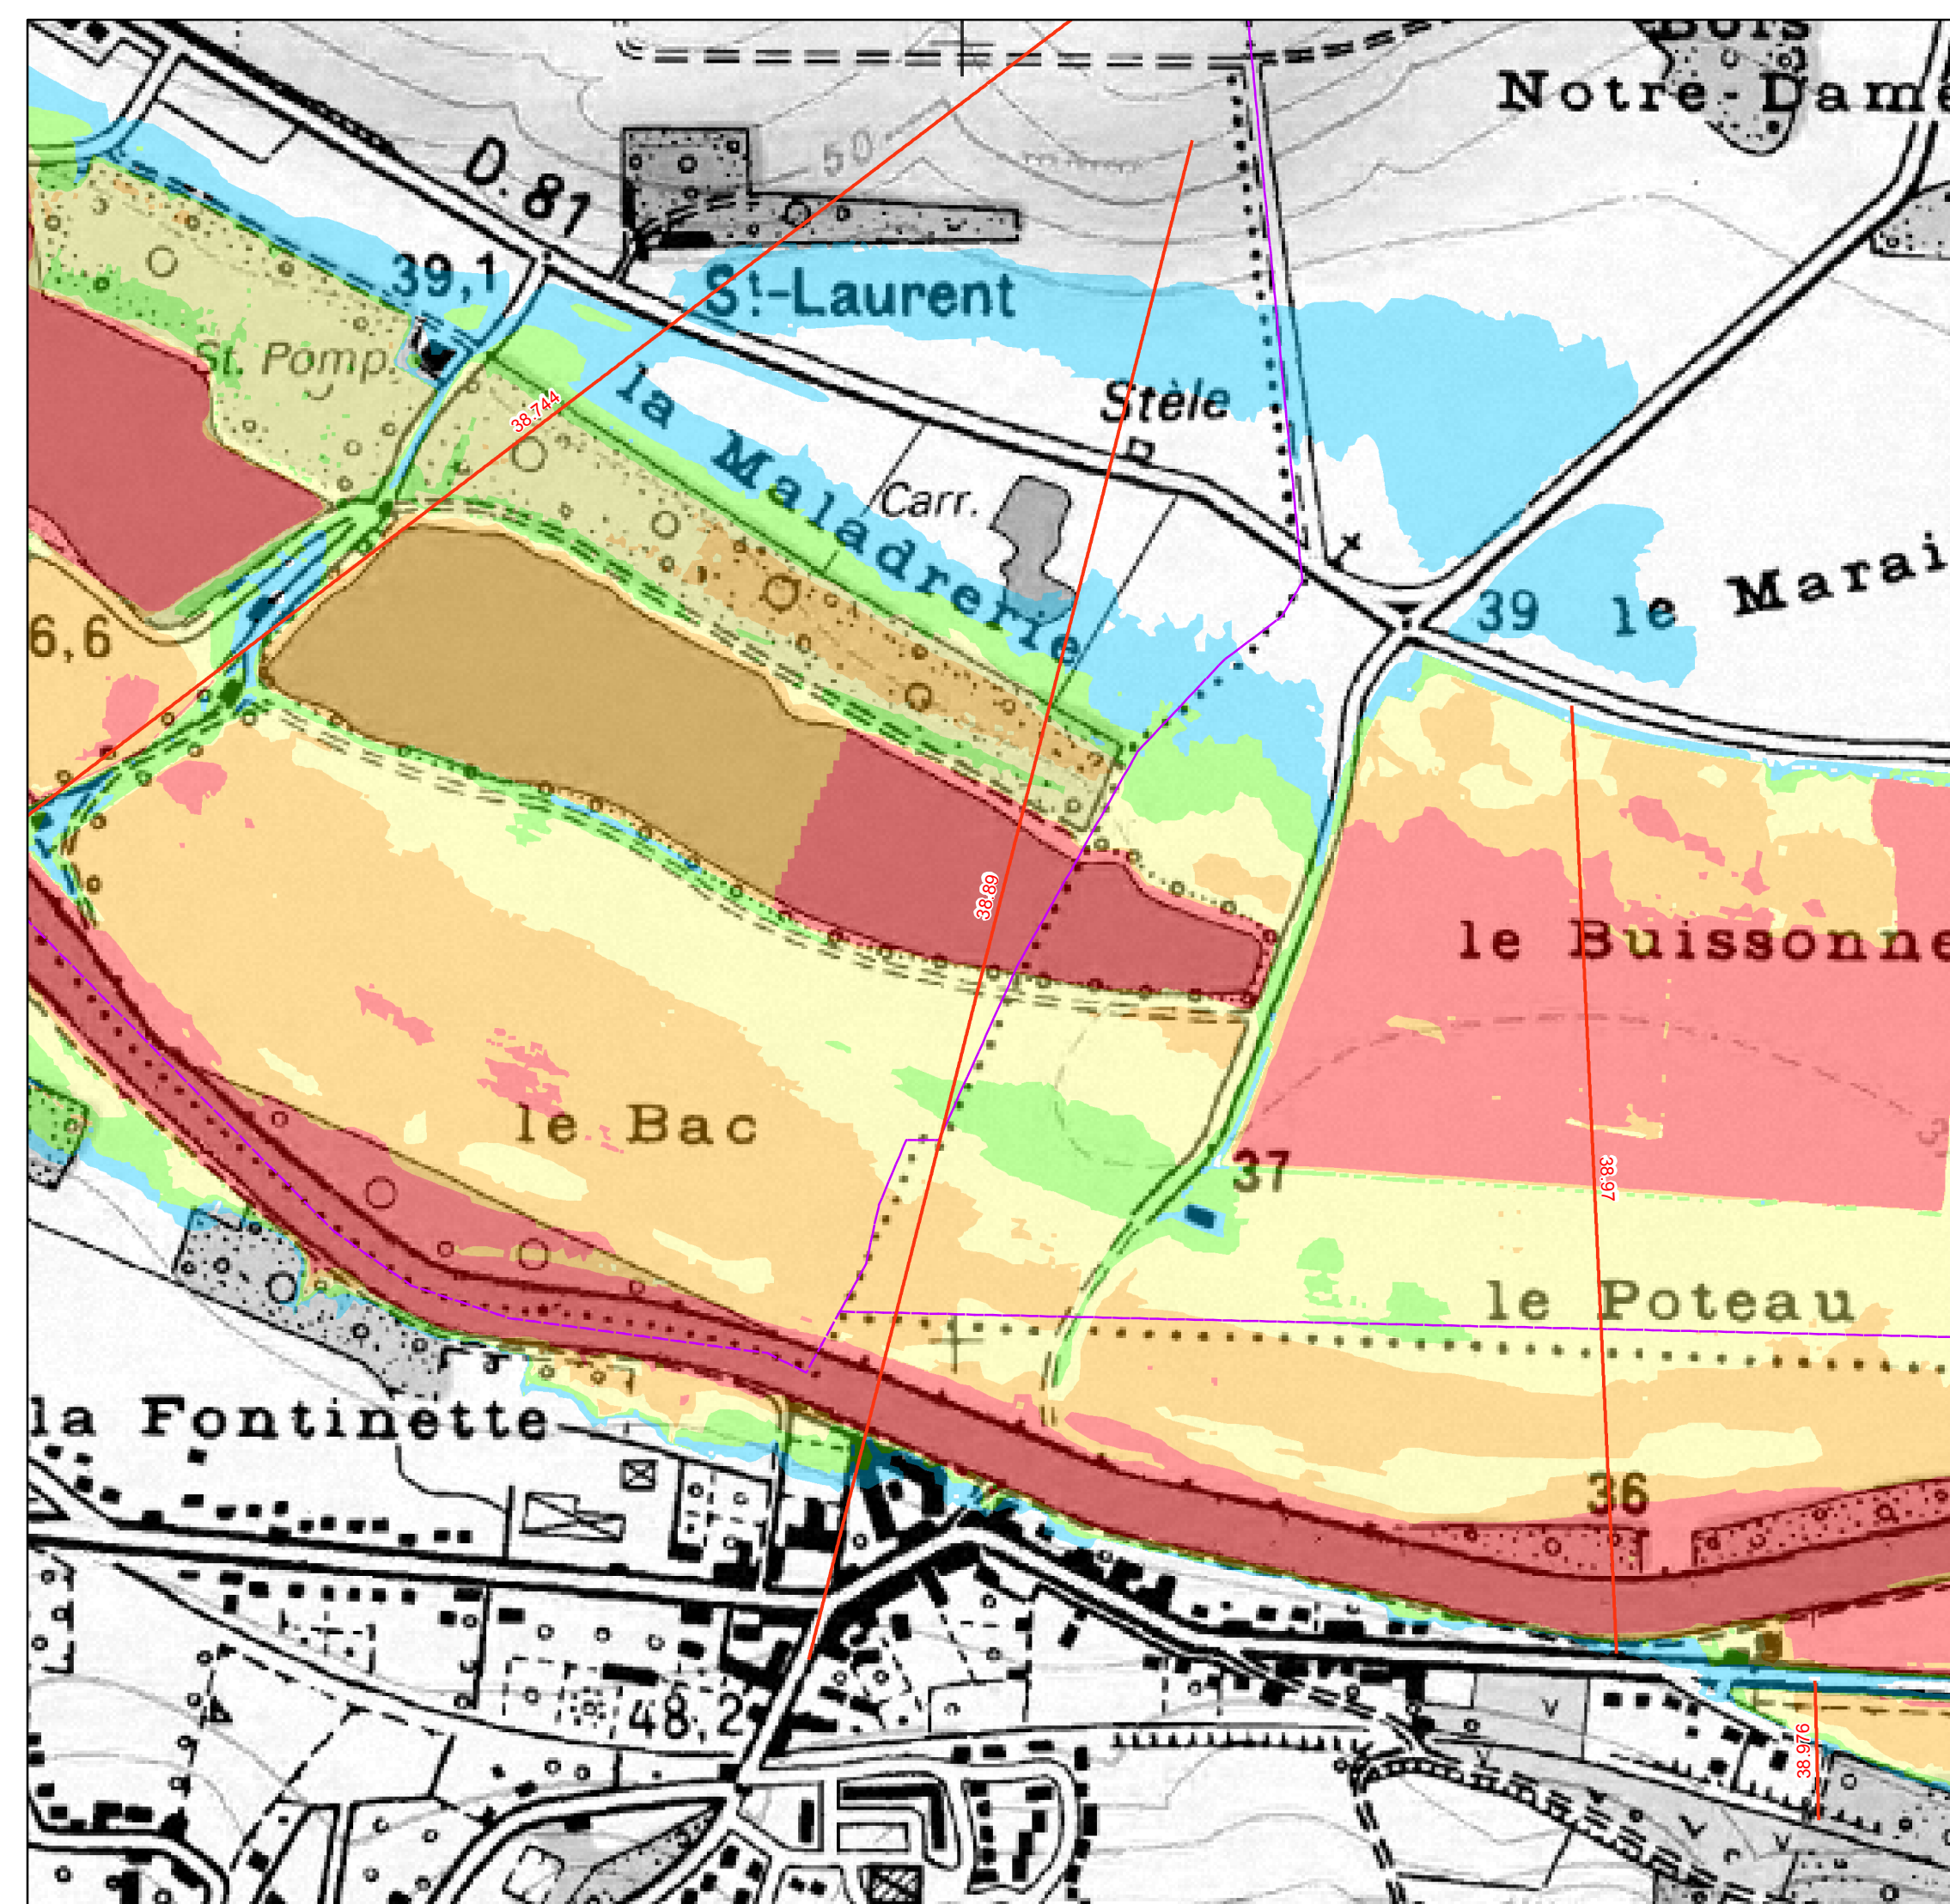 Bois
Notre-Dame
D. 81
50
39,1
St-Laurent
St. Pomp.
la Maladrerie
38.744
Stèle
Carr.
39
le Marai
6,6
38.89
le Buissonne
le Bac
37
38.97
le Poteau
la Fontinette
36
48,2
38.976